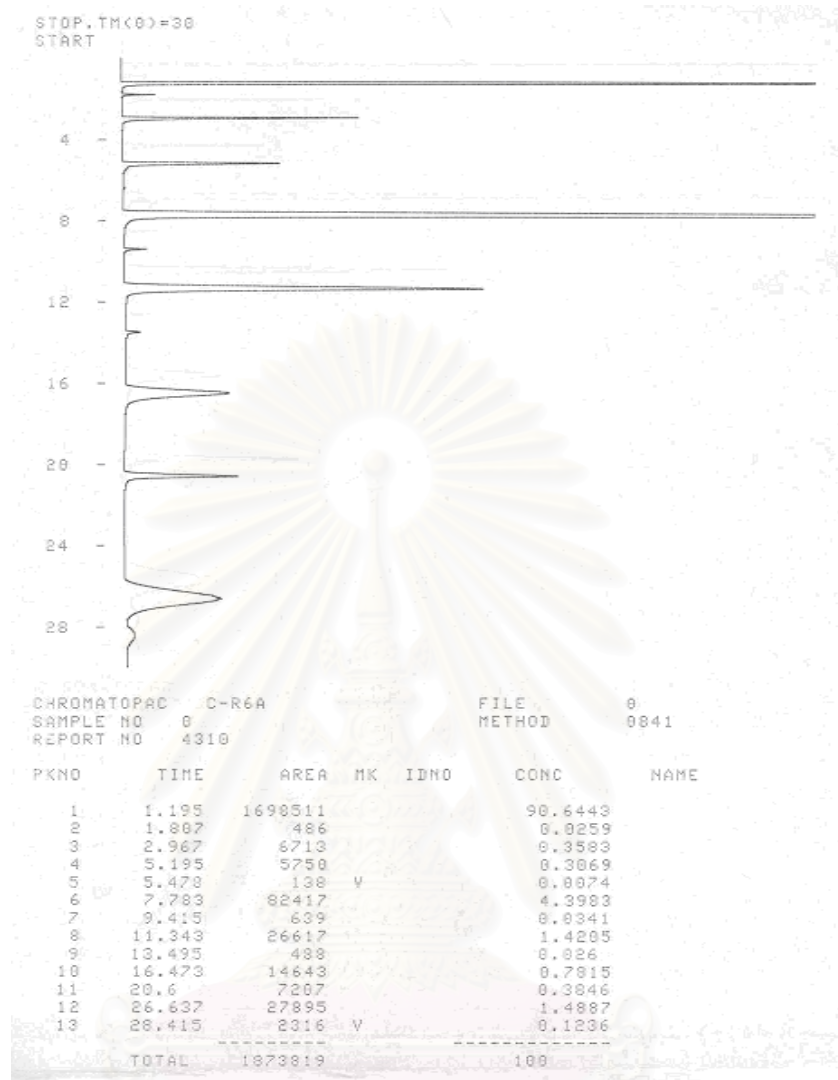 STOP.TM(0)=30
START
4 -
8 -
12 -
16 -
20 -
24 -
28 -
CHROMATOPAC C-R6A FILE 0
SAMPLE NO 0 METHOD 0841
REPORT NO 4310
PKNO TIME AREA MK IDNO CONC NAME
1 1.195 1698511 90.6443
2 1.807 486 0.0259
3 2.967 6713 0.3583
4 5.195 5750 0.3069
5 5.478 138 V 0.0074
6 7.783 82417 4.3983
7 9.415 639 0.0341
8 11.343 26617 1.4205
9 13.495 488 0.026
10 16.473 14643 0.7815
11 20.6 7207 0.3846
12 26.637 27895 1.4887
13 28.415 2316 V 0.1236
TOTAL 1873819 100